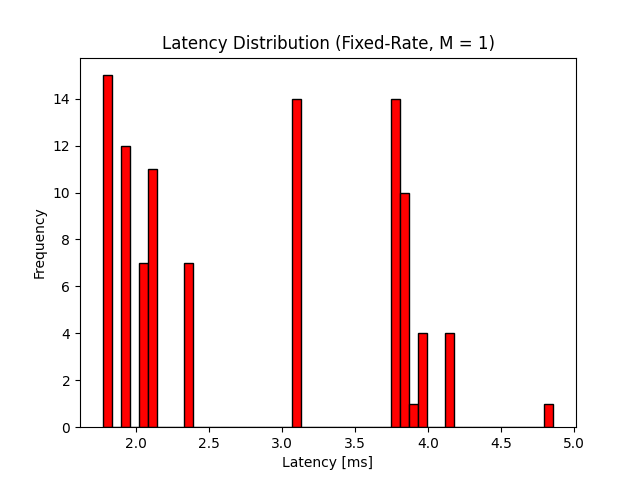 Latency Distribution (Fixed-Rate, M = 1)
14
12
10
8
6
4
2
0
Frequency
2.0 2.5 3.0 3.5 4.0 4.5 5.0
Latency [ms]